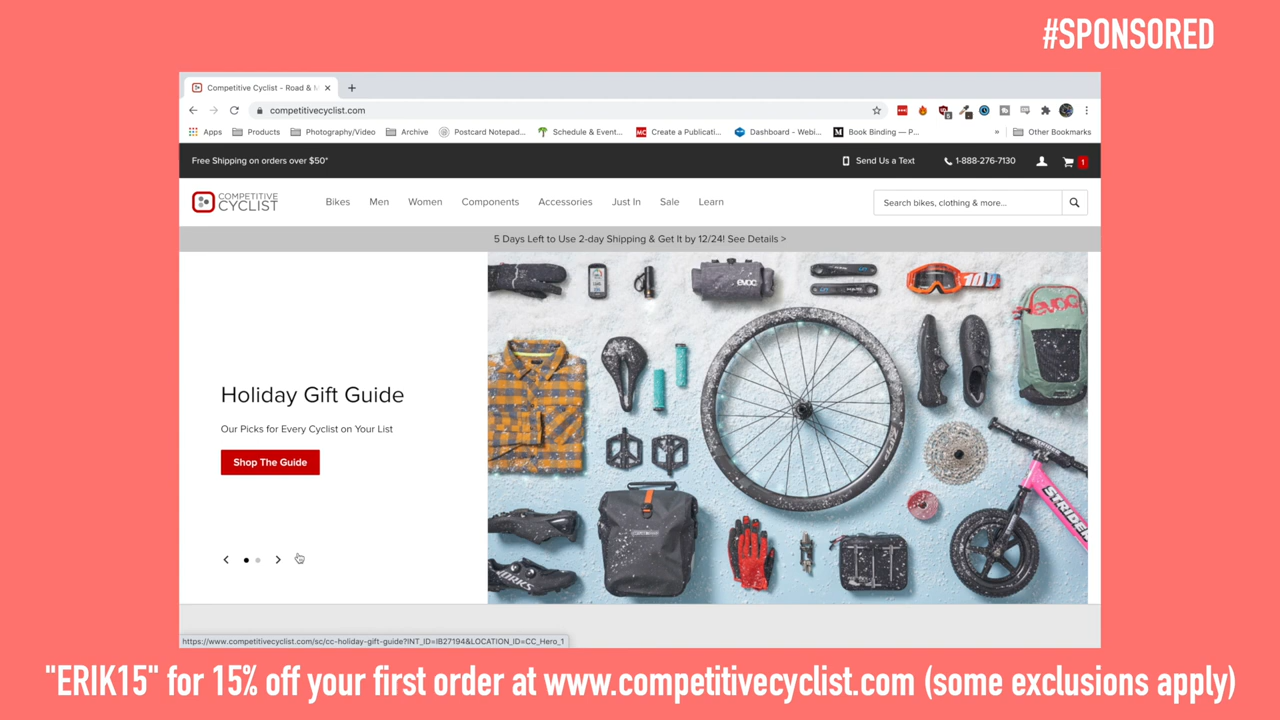 #SPONSORED
Competitive Cyclist - Road & M
competitivecyclist.com
Apps Products Photography/Video Archive Postcard Notepad... Schedule & Event... Create a Publicati... Dashboard - Webi... Book Binding — P... » Other Bookmarks
Free Shipping on orders over $50* Send Us a Text 1-888-276-7130 1
COMPETITIVE
CYCLIST
Bikes Men Women Components Accessories Just In Sale Learn Search bikes, clothing & more...
5 Days Left to Use 2-day Shipping & Get It by 12/24! See Details >
evoc
evoc
Holiday Gift Guide
Our Picks for Every Cyclist on Your List
Shop The Guide
STRIDER
WORKS
https://www.competitivecyclist.com/sc/cc-holiday-gift-guide?INT_ID=IB27194&LOCATION_ID=CC_Hero_1
"ERIK15" for 15% off your first order at www.competitivecyclist.com (some exclusions apply)